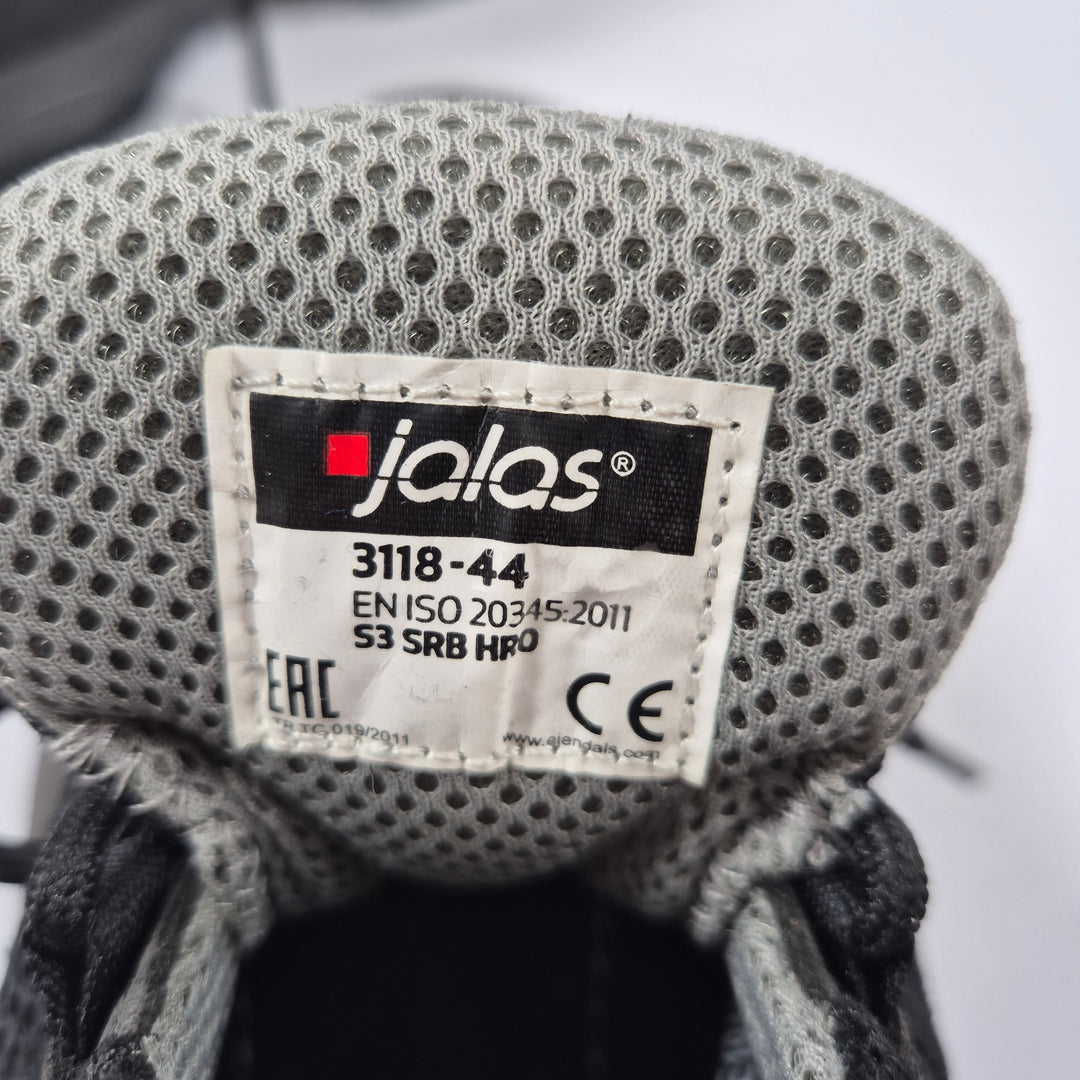 jalas®
3118-44
EN ISO 20345:2011
S3 SRB HRO
EAC
TR TC 019/2011
CE
www.ejendals.com